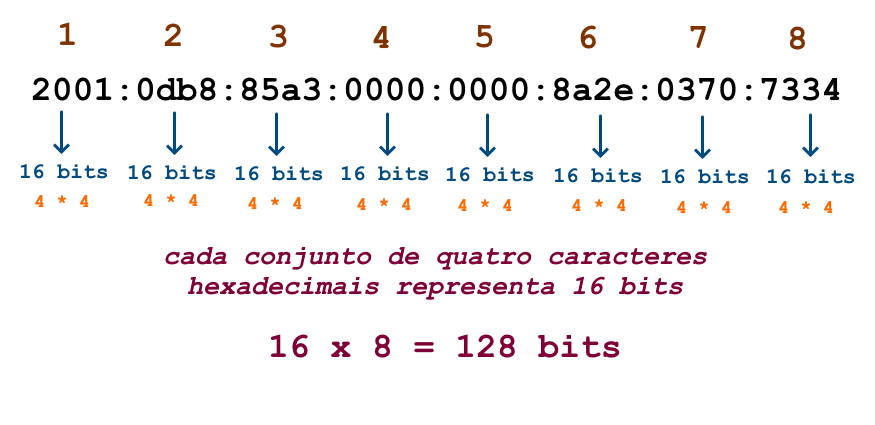 1 2 3 4 5 6 7 8
2001:0db8:85a3:0000:0000:8a2e:0370:7334
16 bits 16 bits 16 bits 16 bits 16 bits 16 bits 16 bits 16 bits
4 * 4 4 * 4 4 * 4 4 * 4 4 * 4 4 * 4 4 * 4 4 * 4
cada conjunto de quatro caracteres
hexadecimais representa 16 bits
16 x 8 = 128 bits